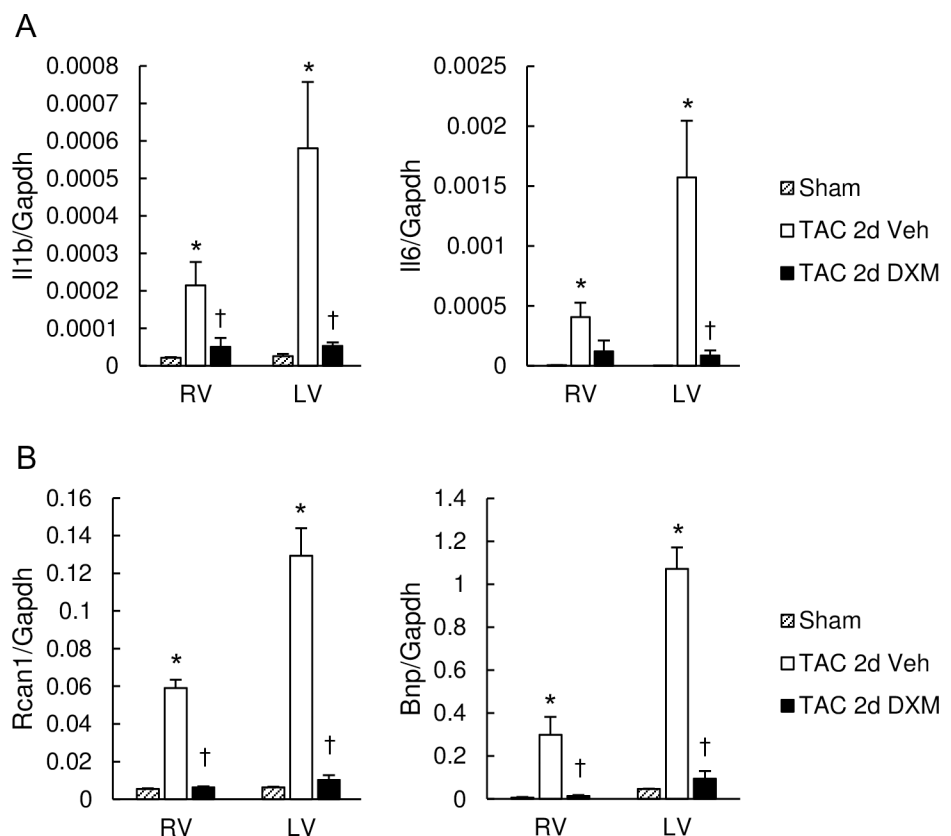 A
Il1b/Gapdh
0.0008
0.0007
0.0006
0.0005
0.0004
0.0003
0.0002
0.0001
0
*
†
*
†
RV
LV
Il6/Gapdh
0.0025
0.002
0.0015
0.001
0.0005
0
*
*
†
RV
LV
Sham
TAC 2d Veh
TAC 2d DXM
B
Rcan1/Gapdh
0.16
0.14
0.12
0.1
0.08
0.06
0.04
0.02
0
*
†
*
†
RV
LV
Bnp/Gapdh
1.4
1.2
1
0.8
0.6
0.4
0.2
0
*
†
*
†
RV
LV
Sham
TAC 2d Veh
TAC 2d DXM